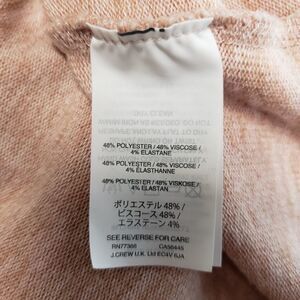 48% POLYESTER / 48% VISCOSE /
4% ELASTANE
48% POLYESTER / 48% VISCOSE /
4% ELASTHANNE
48% POLYESTER / 48% VISKOSE /
4% ELASTAN
ポリエステル 48% /
ビスコース 48% /
エラステーン 4%
SEE REVERSE FOR CARE
RN77388 CA56445
J.CREW U.K. Ltd EC4V 6JA